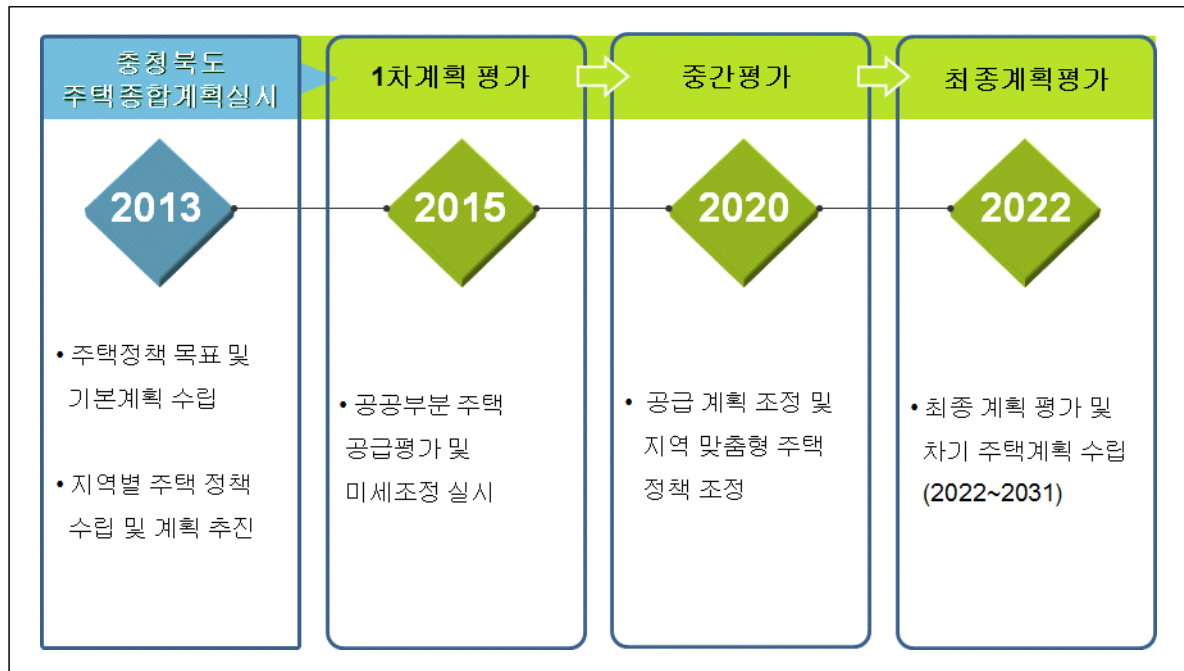 충청북도
주택종합계획실시
1차계획 평가
중간평가
최종계획평가
2013
2015
2020
2022
• 주택정책 목표 및
기본계획 수립
• 지역별 주택 정책
수립 및 계획 추진
• 공공부분 주택
공급평가 및
미세조정 실시
• 공급 계획 조정 및
지역 맞춤형 주택
정책 조정
• 최종 계획 평가 및
차기 주택계획 수립
(2022~2031)